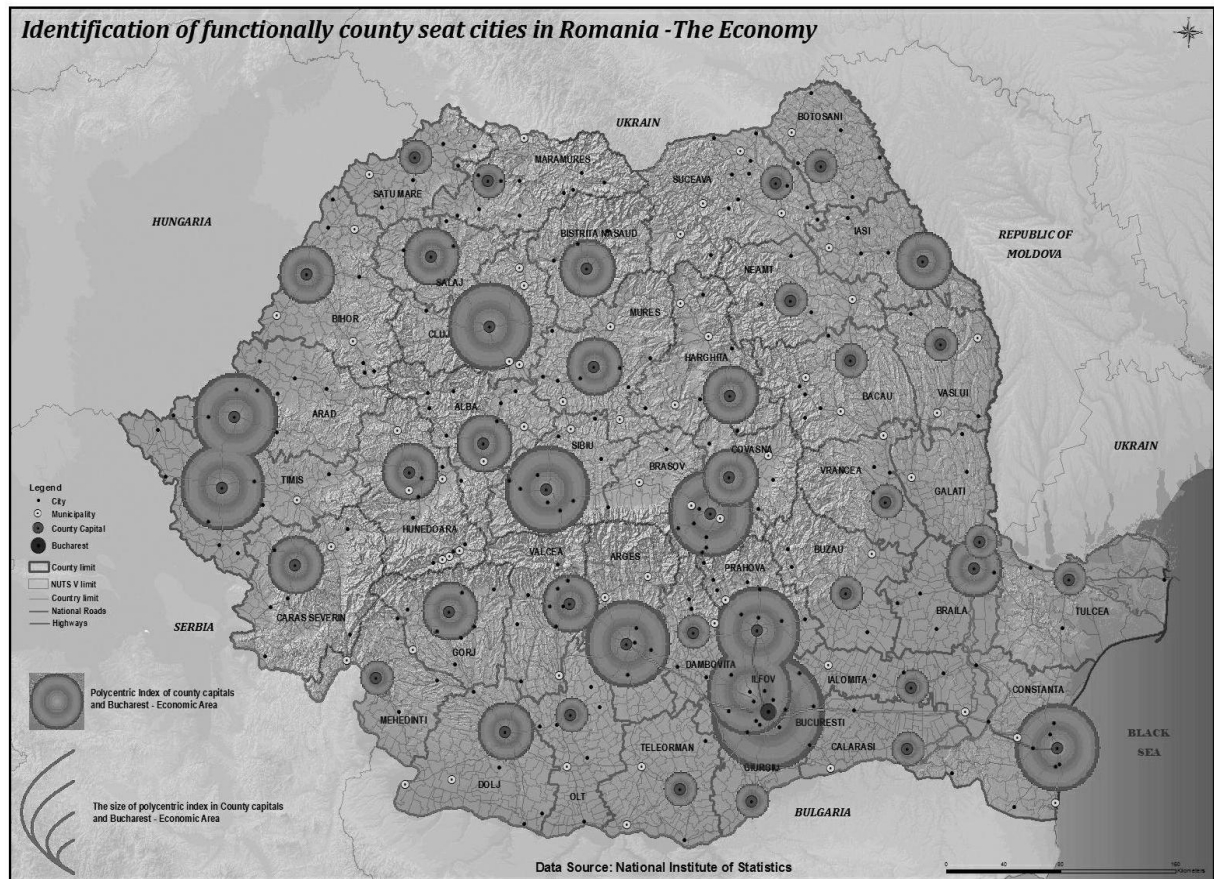 Identification of functionally county seat cities in Romania -The Economy
UKRAIN
BOTOSANI
MARAMURES
SUCEAVA
SATU MARE
HUNGARIA
BISTRITA NASAUD
IASI
REPUBLIC OF
MOLDOVA
SALAJ
NEAMT
MURES
BIHOR
CLUJ
HARGHITA
ARAD
ALBA
BACAU
VASLUI
SIBIU
COVASNA
UKRAIN
BRASOV
VRANCEA
TIMIS
GALATI
Legend
City
Municipality
County Capital
Bucharest
County limit
NUTS V limit
Country limit
National Roads
Highways
HUNEDOARA
VALCEA
ARGES
BUZAU
PRAHOVA
BRAILA
TULCEA
CARAS SEVERIN
SERBIA
GORJ
DAMBOVITA
ILFOV
IALOMITA
CONSTANTA
Polycentric Index of county capitals
and Bucharest - Economic Area
MEHEDINTI
BUCURESTI
TELEORMAN
CALARASI
BLACK
SEA
GIURGIU
DOLJ
OLT
The size of polycentric index in County capitals
and Bucharest - Economic Area
BULGARIA
Data Source: National Institute of Statistics
0 40 80 160
Kilometers